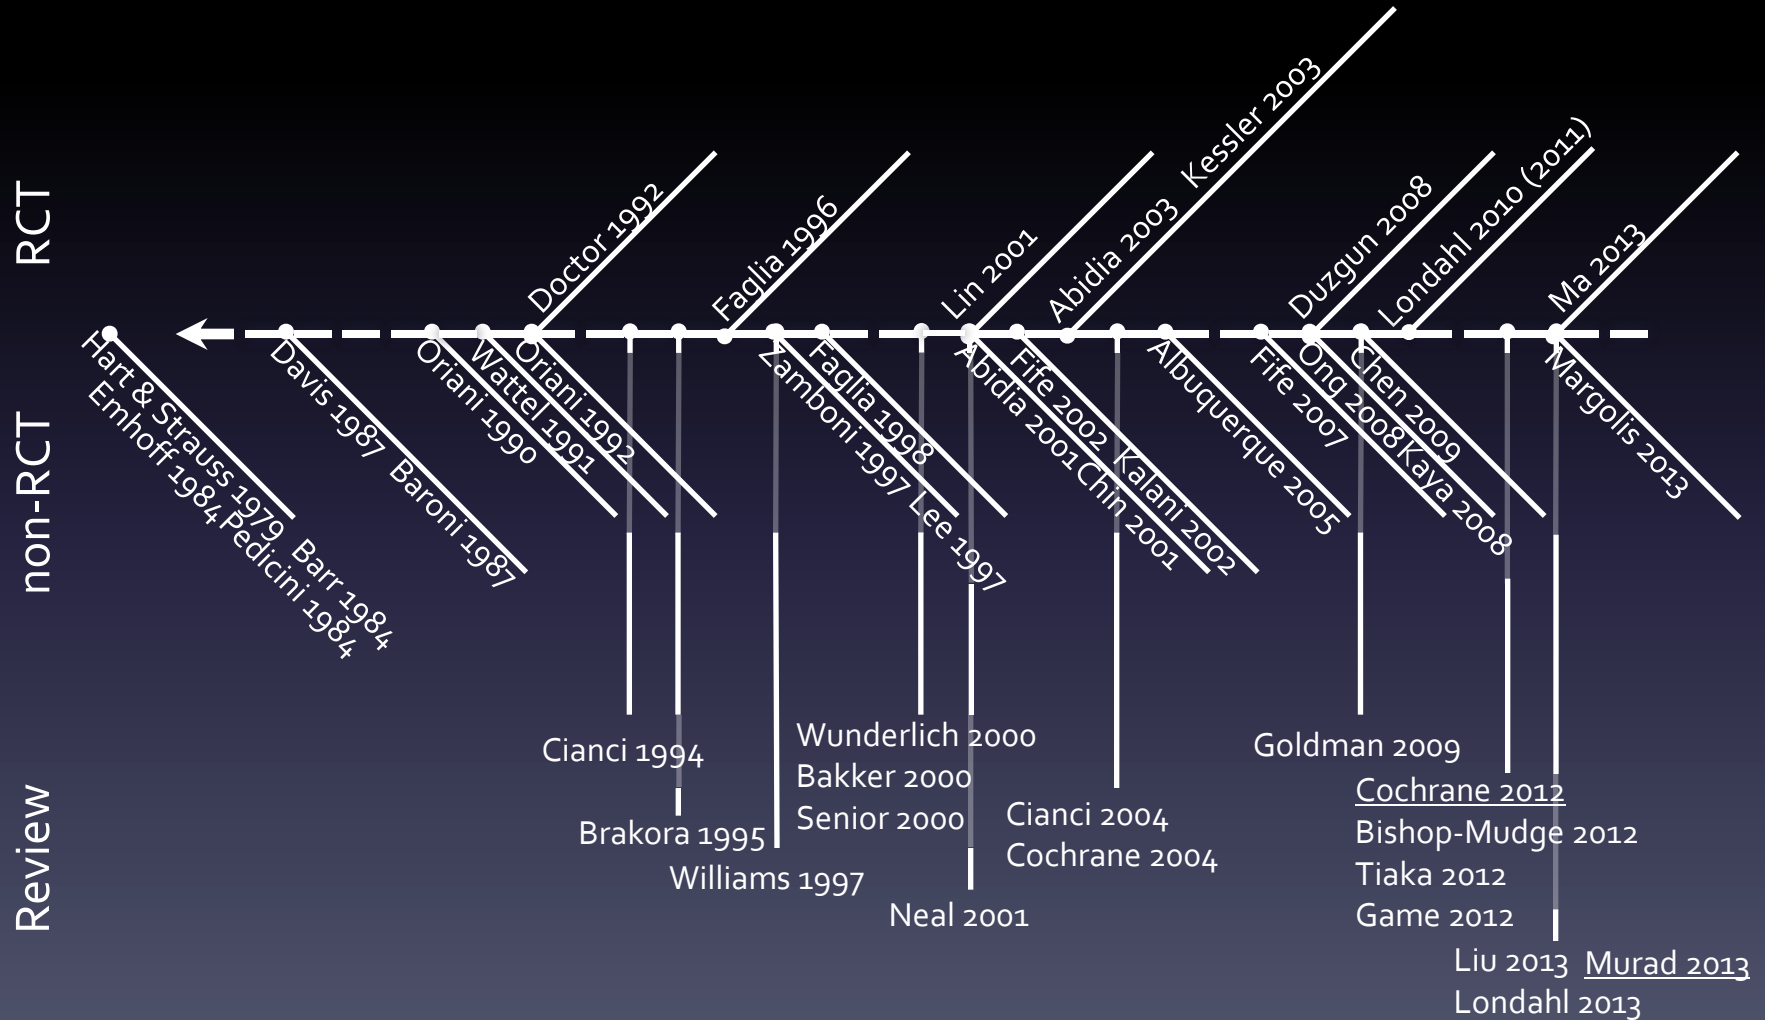 RCT
Doctor 1992
Faglia 1996
Lin 2001
Abidia 2003 Kessler 2003
Duzgun 2008
Londahl 2010 (2011)
Ma 2013
non-RCT
Hart & Strauss 1979 Barr 1984
Emhoff 1984 Pedicini 1984
Davis 1987 Baroni 1987
Oriani 1990
Wattel 1991
Oriani 1992
Zamboni 1997 Lee 1997
Faglia 1998
Abidia 2001 Chin 2001
Fife 2002 Kalani 2002
Albuquerque 2005
Fife 2007
Ong 2008 Kaya 2008
Chen 2009
Margolis 2013
Review
Cianci 1994
Brakora 1995
Williams 1997
Wunderlich 2000
Bakker 2000
Senior 2000
Neal 2001
Cianci 2004
Cochrane 2004
Goldman 2009
Cochrane 2012
Bishop-Mudge 2012
Tiaka 2012
Game 2012
Liu 2013 Murad 2013
Londahl 2013